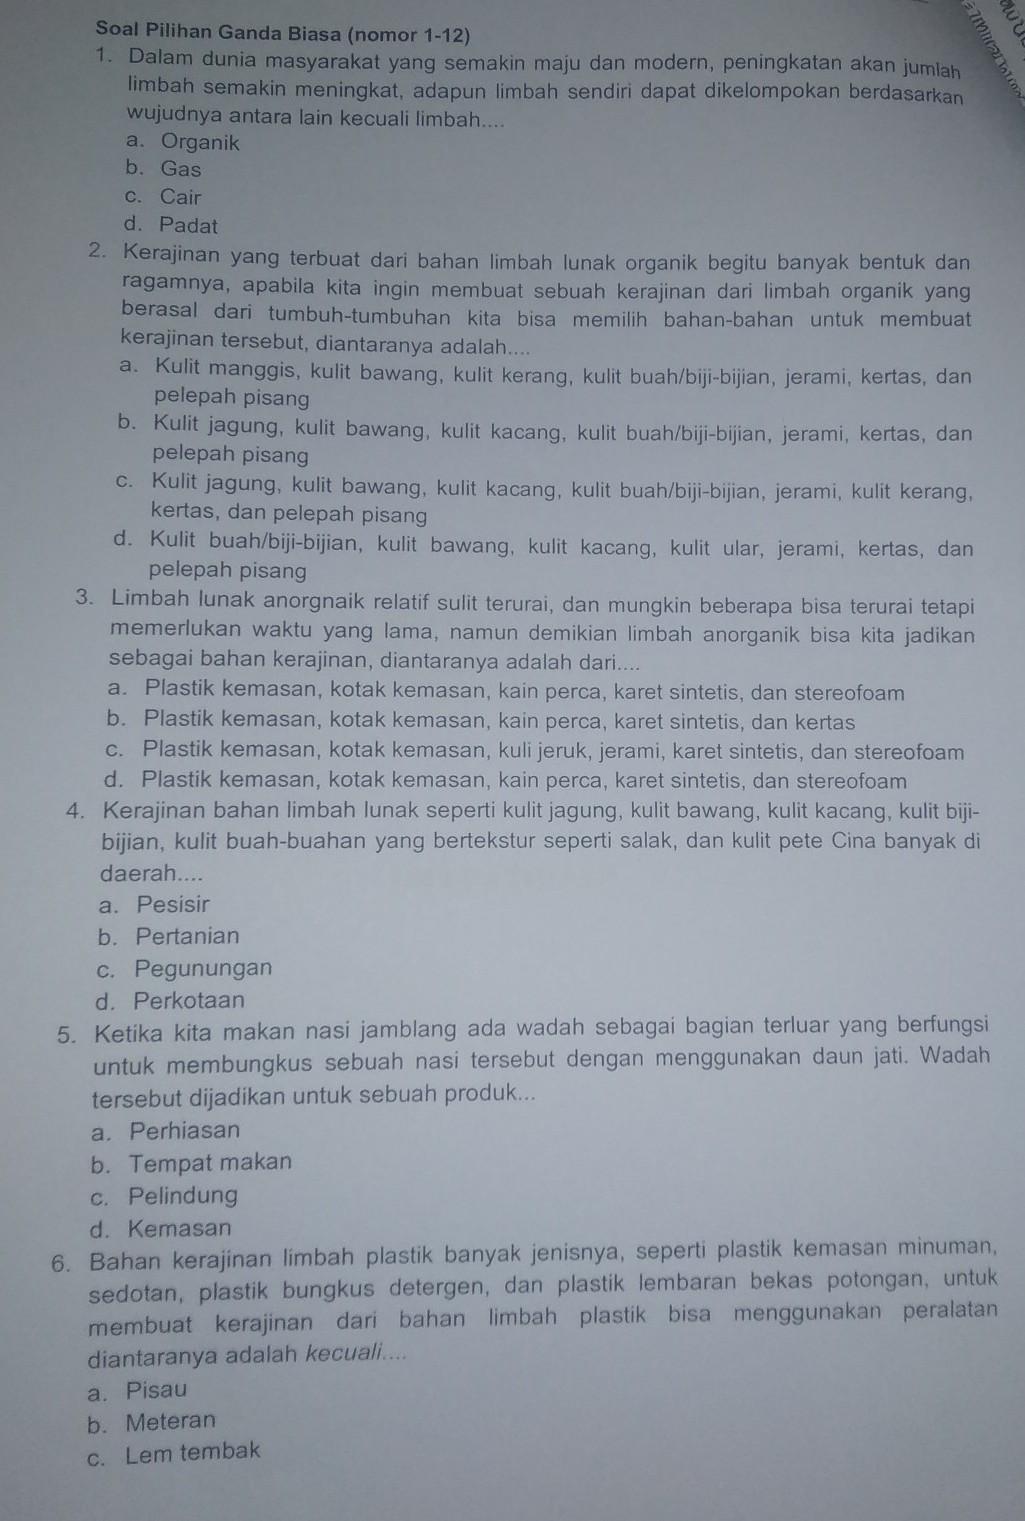 Soal Pilihan Ganda Biasa (nomor 1-12)
1. Dalam dunia masyarakat yang semakin maju dan modern, peningkatan akan jumlah
limbah semakin meningkat, adapun limbah sendiri dapat dikelompokan berdasarkan
wujudnya antara lain kecuali limbah....
a. Organik
b. Gas
c. Cair
d. Padat
2. Kerajinan yang terbuat dari bahan limbah lunak organik begitu banyak bentuk dan
ragamnya, apabila kita ingin membuat sebuah kerajinan dari limbah organik yang
berasal dari tumbuh-tumbuhan kita bisa memilih bahan-bahan untuk membuat
kerajinan tersebut, diantaranya adalah....
a. Kulit manggis, kulit bawang, kulit kerang, kulit buah/biji-bijian, jerami, kertas, dan
pelepah pisang
b. Kulit jagung, kulit bawang, kulit kacang, kulit buah/biji-bijian, jerami, kertas, dan
pelepah pisang
c. Kulit jagung, kulit bawang, kulit kacang, kulit buah/biji-bijian, jerami, kulit kerang,
kertas, dan pelepah pisang
d. Kulit buah/biji-bijian, kulit bawang, kulit kacang, kulit ular, jerami, kertas, dan
pelepah pisang
3. Limbah lunak anorgnaik relatif sulit terurai, dan mungkin beberapa bisa terurai tetapi
memerlukan waktu yang lama, namun demikian limbah anorganik bisa kita jadikan
sebagai bahan kerajinan, diantaranya adalah dari....
a. Plastik kemasan, kotak kemasan, kain perca, karet sintetis, dan stereofoam
b. Plastik kemasan, kotak kemasan, kain perca, karet sintetis, dan kertas
c. Plastik kemasan, kotak kemasan, kuli jeruk, jerami, karet sintetis, dan stereofoam
d. Plastik kemasan, kotak kemasan, kain perca, karet sintetis, dan stereofoam
4. Kerajinan bahan limbah lunak seperti kulit jagung, kulit bawang, kulit kacang, kulit biji-
bijian, kulit buah-buahan yang bertekstur seperti salak, dan kulit pete Cina banyak di
daerah....
a. Pesisir
b. Pertanian
c. Pegunungan
d. Perkotaan
5. Ketika kita makan nasi jamblang ada wadah sebagai bagian terluar yang berfungsi
untuk membungkus sebuah nasi tersebut dengan menggunakan daun jati. Wadah
tersebut dijadikan untuk sebuah produk...
a. Perhiasan
b. Tempat makan
c. Pelindung
d. Kemasan
6. Bahan kerajinan limbah plastik banyak jenisnya, seperti plastik kemasan minuman,
sedotan, plastik bungkus detergen, dan plastik lembaran bekas potongan, untuk
membuat kerajinan dari bahan limbah plastik bisa menggunakan peralatan
diantaranya adalah kecuali....
a. Pisau
b. Meteran
c. Lem tembak